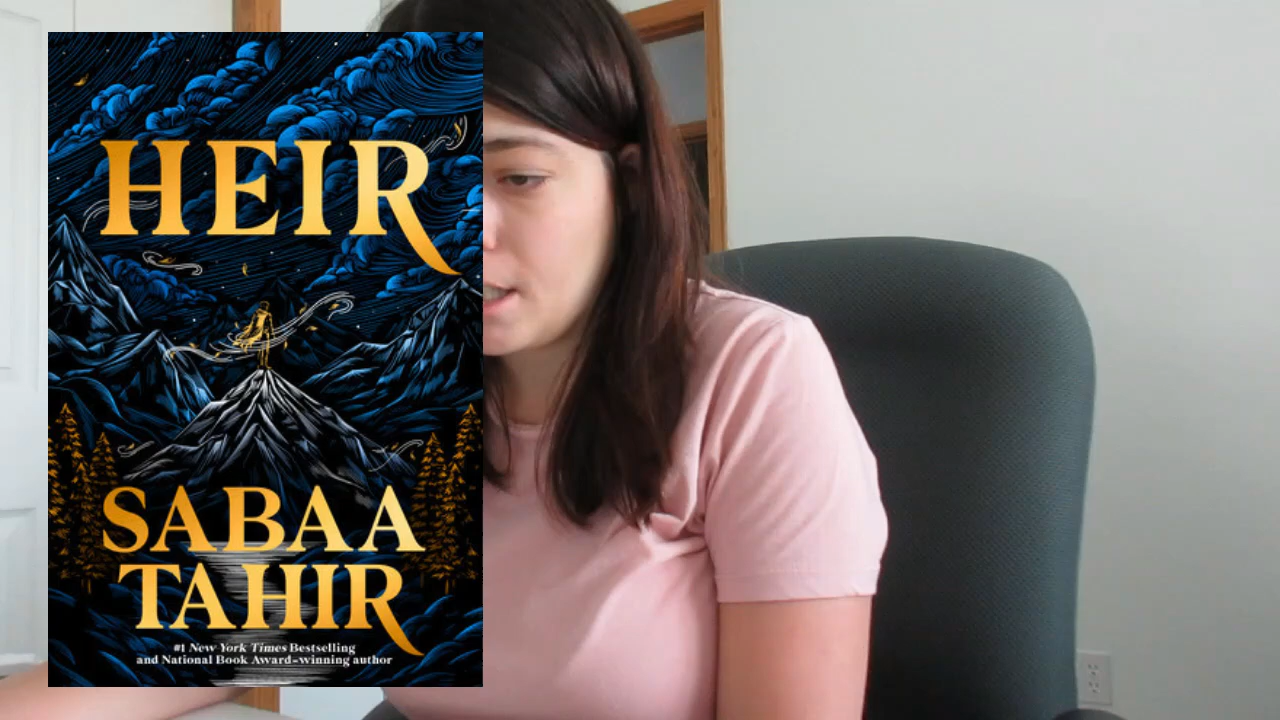 HEIR
SABAA
TAHIR
#1 New York Times Bestselling
and National Book Award-winning author